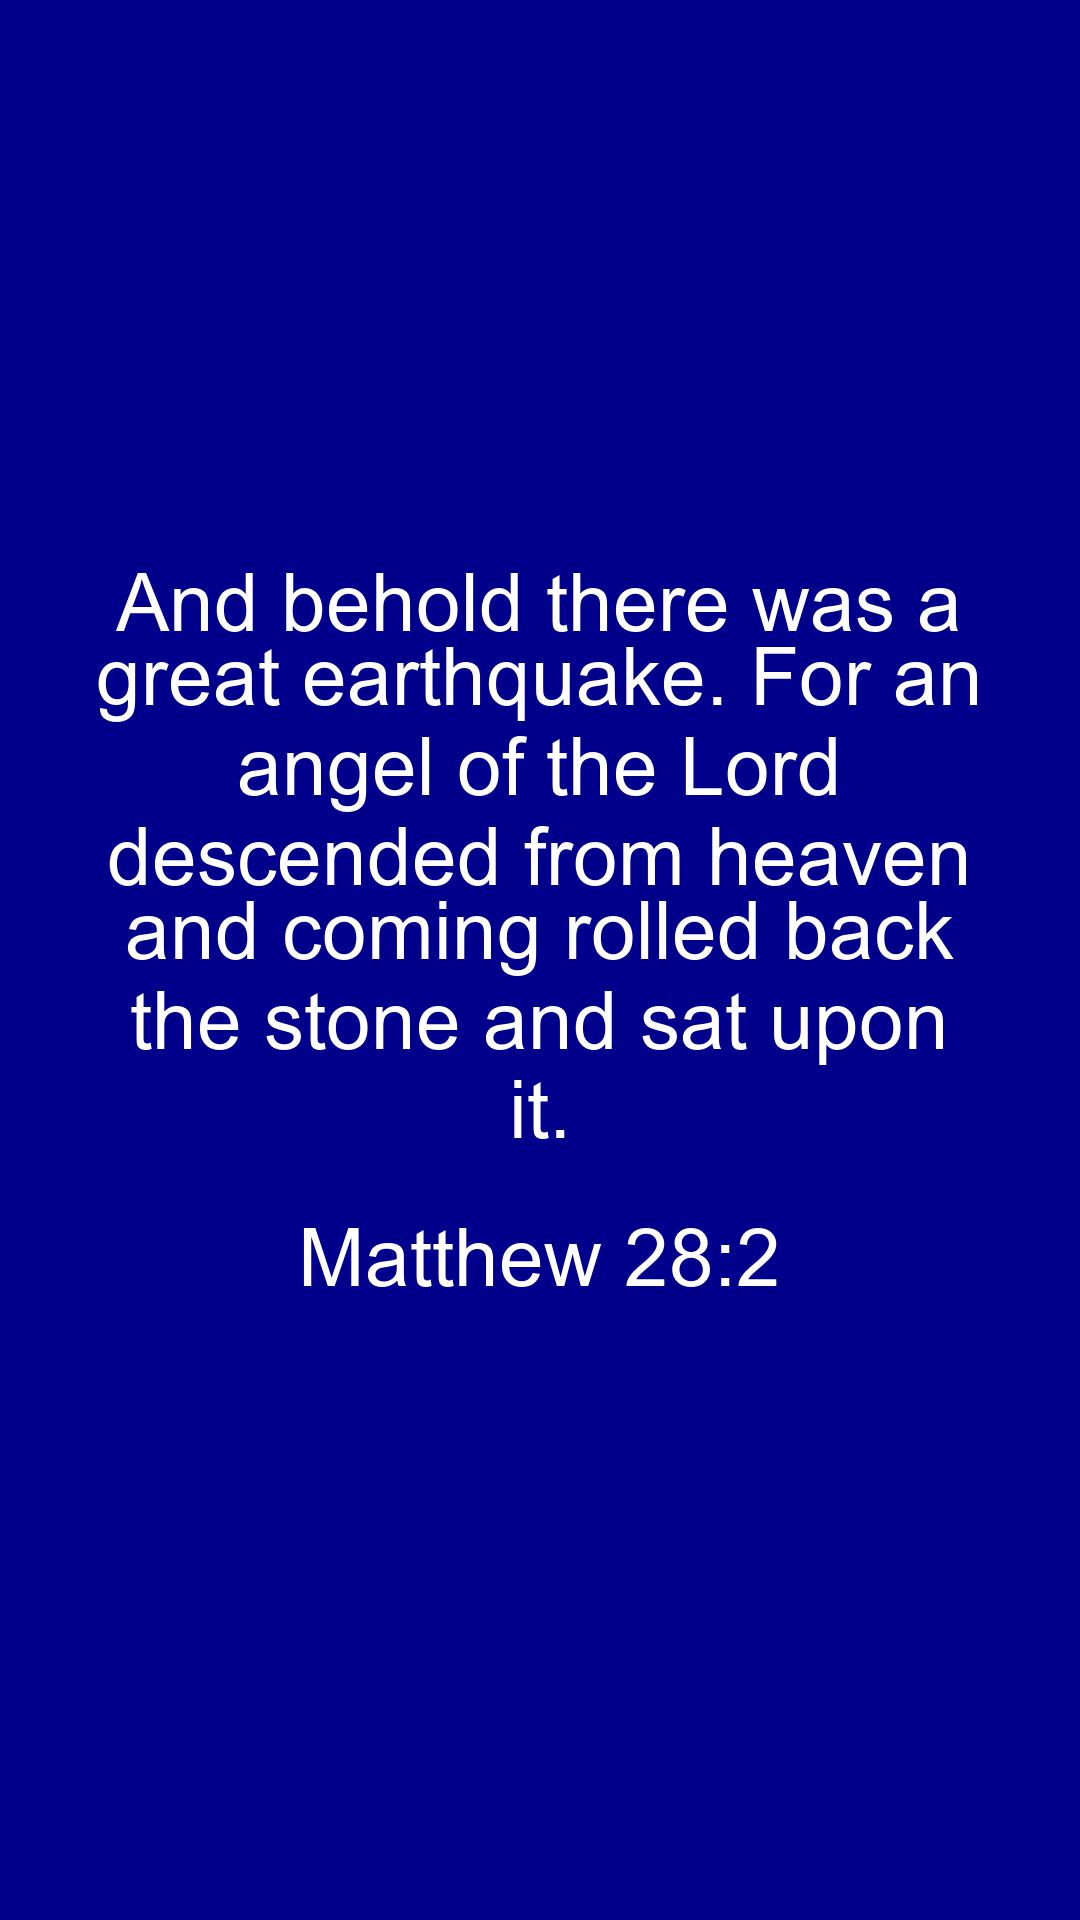 And behold there was a
great earthquake. For an
angel of the Lord
descended from heaven
and coming rolled back
the stone and sat upon
it.
Matthew 28:2